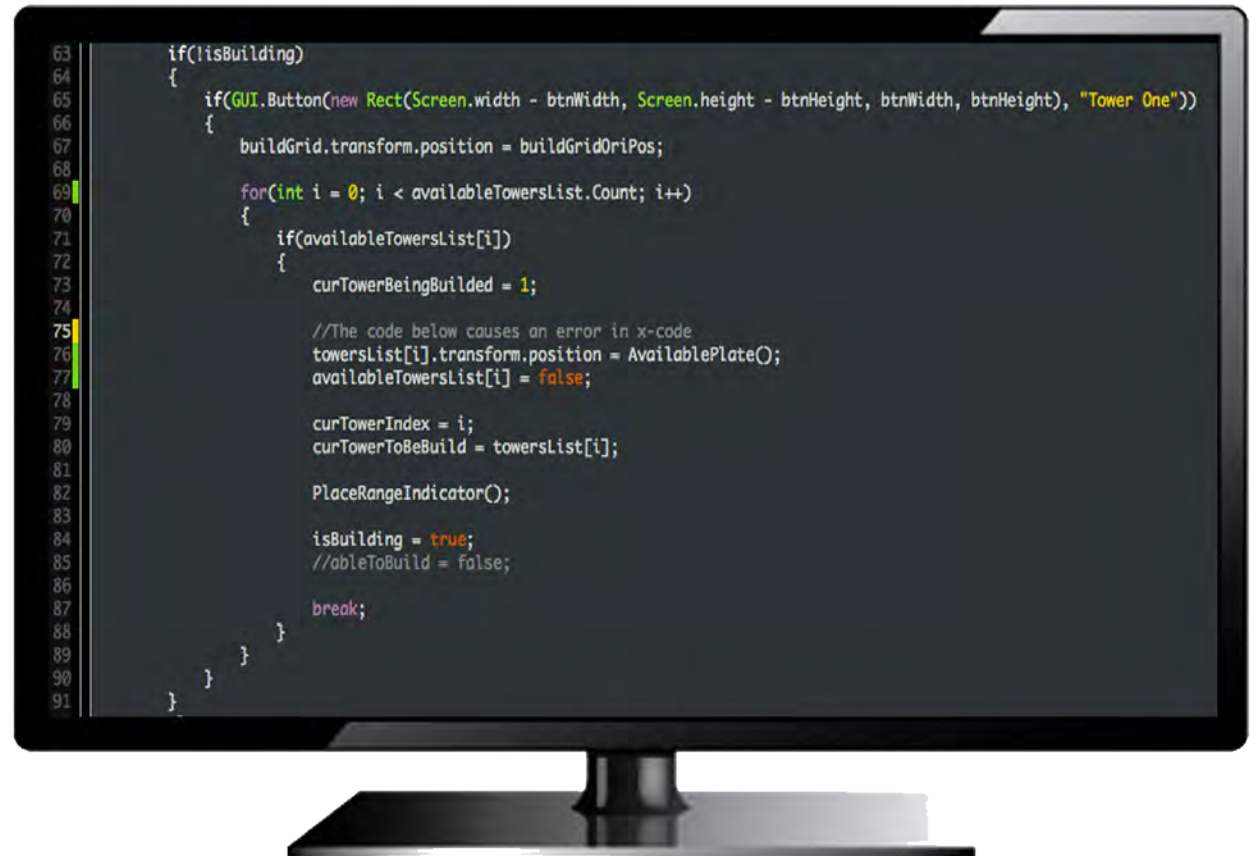 63 if(!isBuilding)
64 {
65 if(GUI.Button(new Rect(Screen.width - btnWidth, Screen.height - btnHeight, btnWidth, btnHeight), "Tower One"))
66 {
67 buildGrid.transform.position = buildGridOriPos;
68
69 for(int i = 0; i < availableTowersList.Count; i++)
70 {
71 if(availableTowersList[i])
72 {
73 curTowerBeingBuilded = 1;
74
75 //The code below causes an error in x-code
76 towersList[i].transform.position = AvailablePlate();
77 availableTowersList[i] = false;
78
79 curTowerIndex = i;
80 curTowerToBeBuild = towersList[i];
81
82 PlaceRangeIndicator();
83
84 isBuilding = true;
85 //ableToBuild = false;
86
87 break;
88 }
89 }
90 }
91 }